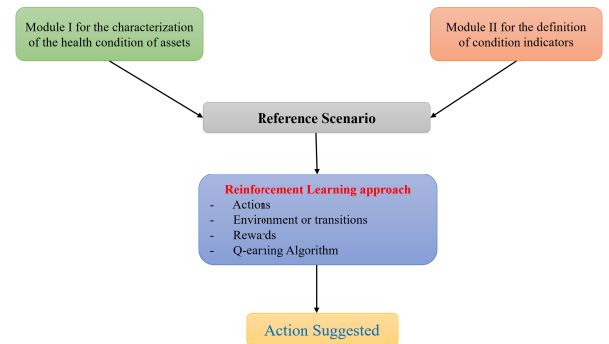 Module I for the characterization
of the health condition of assets
Module II for the definition
of condition indicators
Reference Scenario
Reinforcement Learning approach
- Actions
- Environment or transitions
- Rewards
- Q-earning Algorithm
Action Suggested